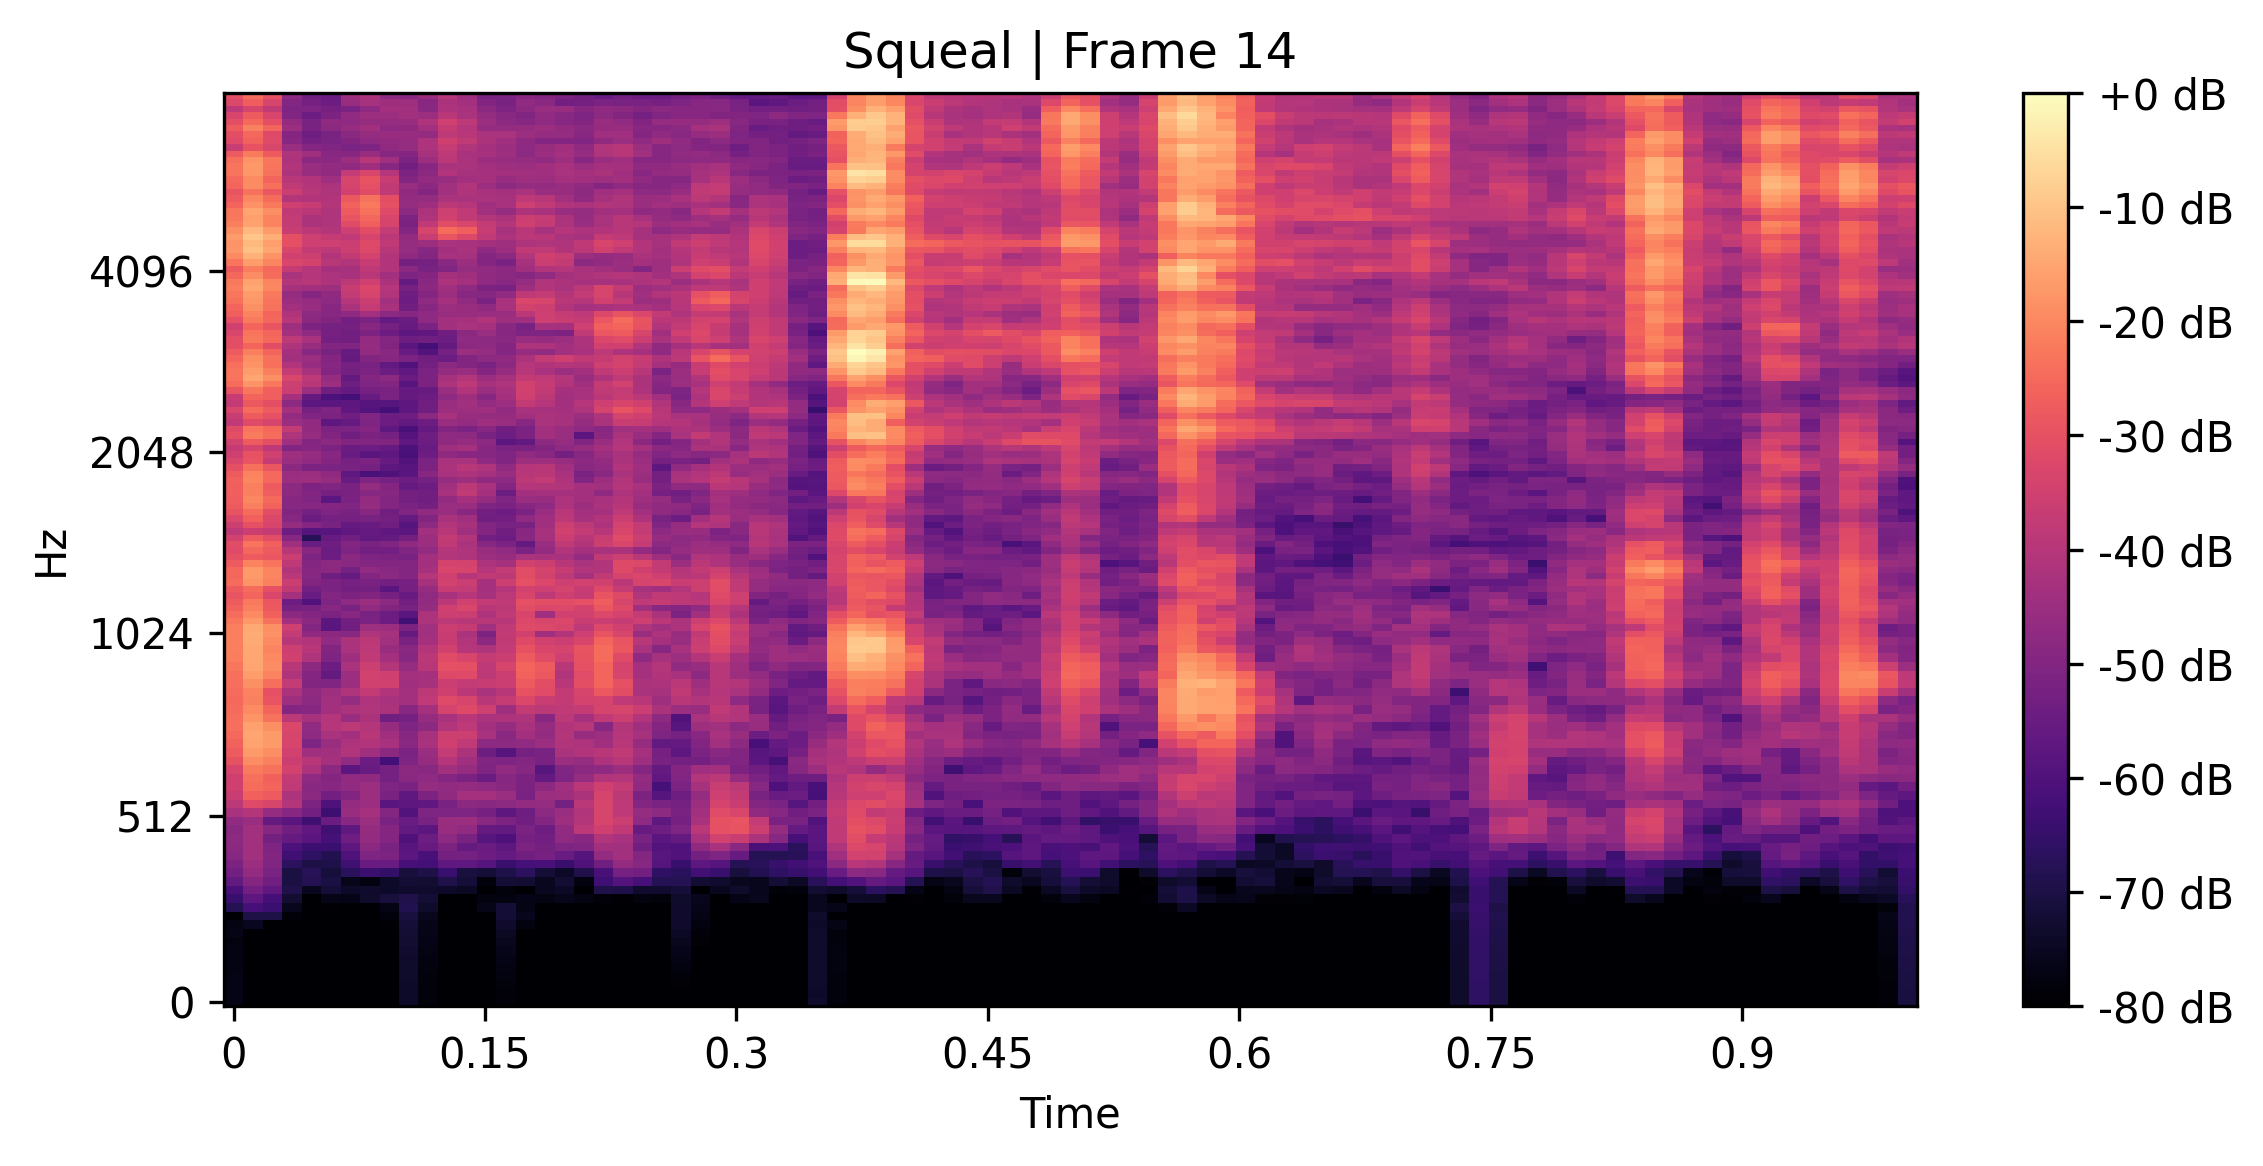 Squeal | Frame 14
+0 dB
-10 dB
-20 dB
-30 dB
-40 dB
-50 dB
-60 dB
-70 dB
-80 dB
4096
2048
1024
512
0
Hz
0 0.15 0.3 0.45 0.6 0.75 0.9
Time